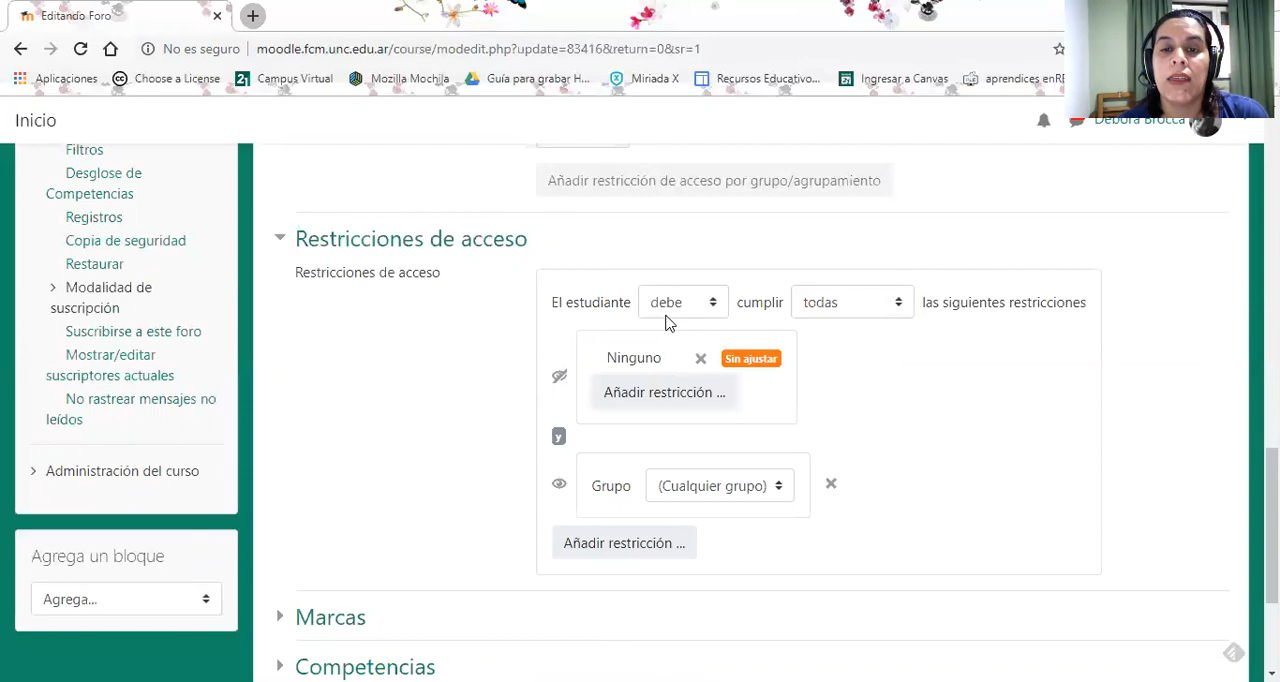 Editando Foro
No es seguro
moodle.fcm.unc.edu.ar/course/modedit.php?update=83416&return=0&sr=1
Aplicaciones
Choose a License
Campus Virtual
Mozilla Mochila
Guía para grabar H...
Miriada X
Recursos Educativo...
Ingresar a Canvas
aprendices enRE
Inicio
Debora Brocca
Filtros
Desglose de
Competencias
Registros
Copia de seguridad
Restaurar
Modalidad de
suscripción
Suscribirse a este foro
Mostrar/editar
suscriptores actuales
No rastrear mensajes no
leídos
Administración del curso
Agrega un bloque
Agrega...
Añadir restricción de acceso por grupo/agrupamiento
Restricciones de acceso
Restricciones de acceso
El estudiante debe cumplir todas las siguientes restricciones
Ninguno Sin ajustar
Añadir restricción ...
y
Grupo (Cualquier grupo)
Añadir restricción ...
Marcas
Competencias